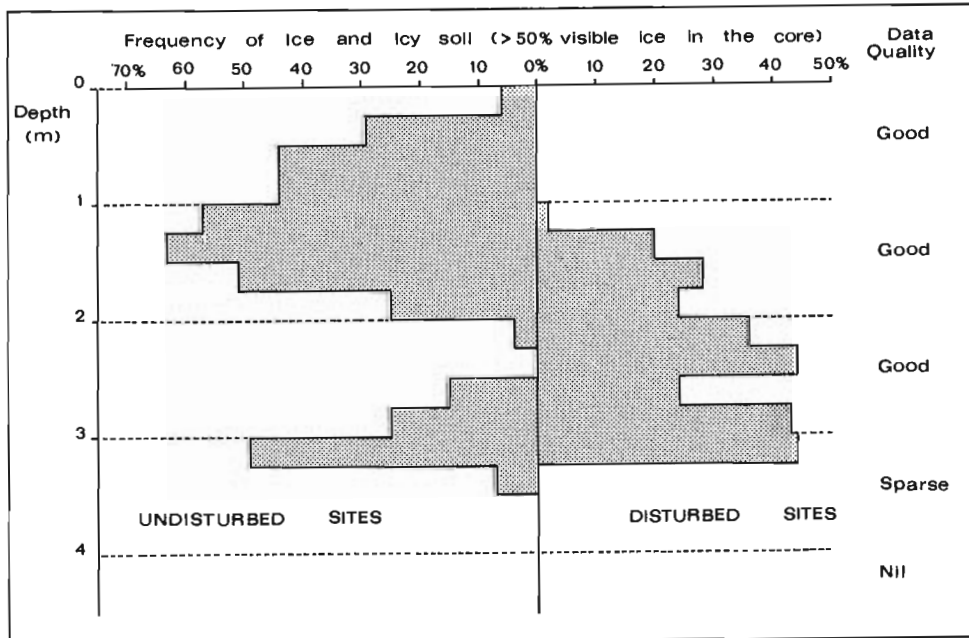 Frequency of Ice and Icy soil (>50% visible ice in the core)
Data Quality
70% 60 50 40 30 20 10 0% 10 20 30 40 50%
0
Depth
(m)
Good
1
Good
2
Good
3
Sparse
UNDISTURBED SITES DISTURBED SITES
4
Nil